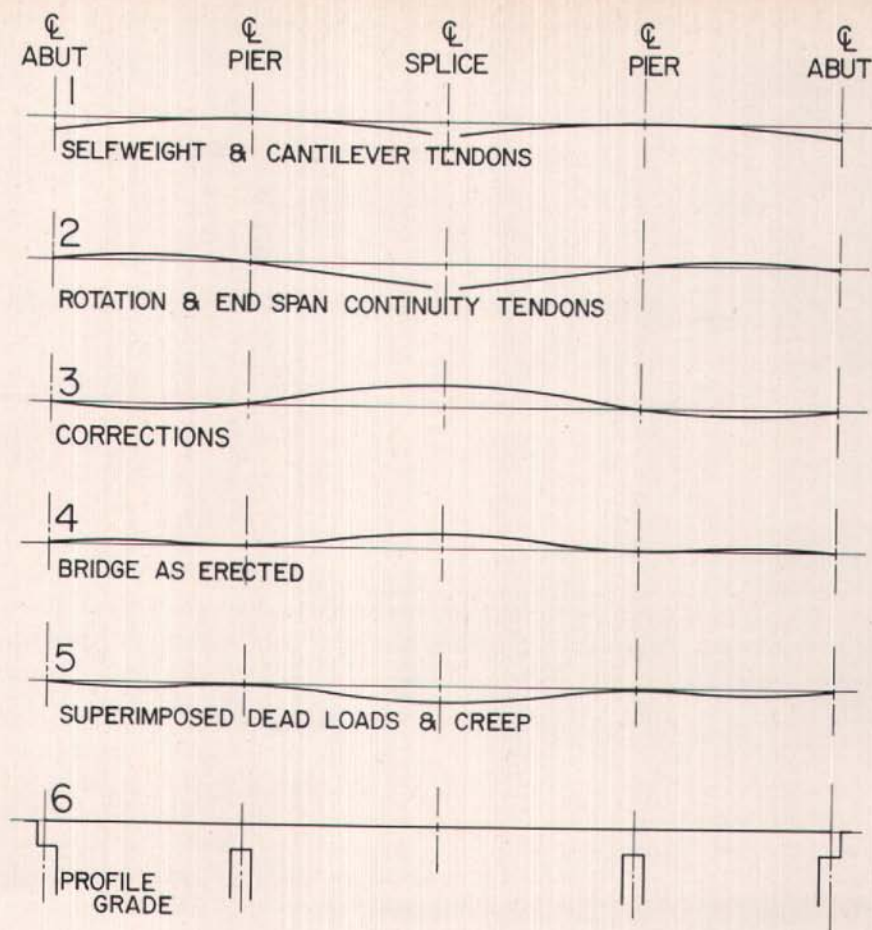 ℄ ℄ ℄ ℄ ℄
ABUT PIER SPLICE PIER ABUT
1
SELFWEIGHT & CANTILEVER TENDONS
2
ROTATION & END SPAN CONTINUITY TENDONS
3
CORRECTIONS
4
BRIDGE AS ERECTED
5
SUPERIMPOSED DEAD LOADS & CREEP
6
PROFILE
GRADE